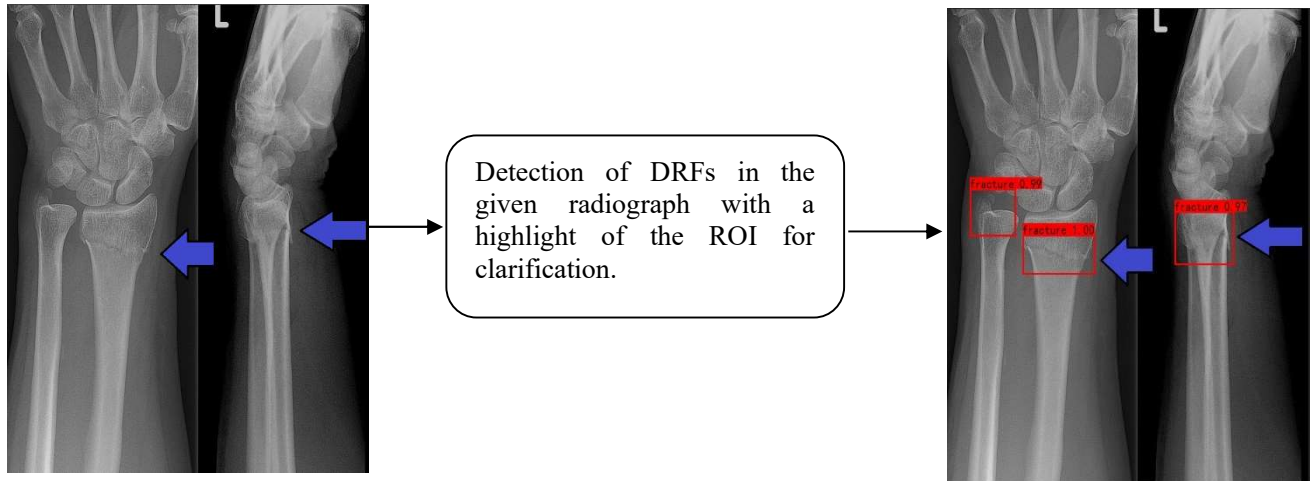 L
Detection of DRFs in the
given radiograph with a
highlight of the ROI for
clarification.
L
fracture 0.99
fracture 1.00
fracture 0.97